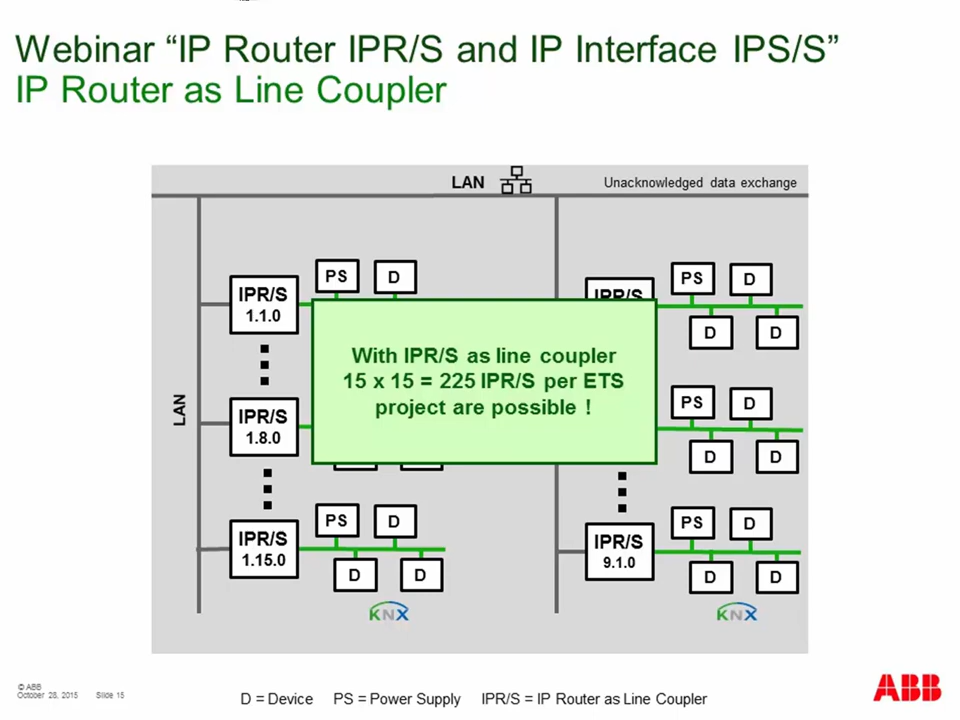 Webinar “IP Router IPR/S and IP Interface IPS/S”
IP Router as Line Coupler
LAN
Unacknowledged data exchange
PS
D
IPR/S
1.1.0
PS
D
IPR/S
D
D
With IPR/S as line coupler
15 x 15 = 225 IPR/S per ETS
project are possible !
LAN
IPR/S
1.8.0
PS
D
D
D
IPR/S
1.15.0
PS
D
D
D
KNX
IPR/S
9.1.0
PS
D
D
D
KNX
© ABB
October 28, 2015
Slide 15
D = Device
PS = Power Supply
IPR/S = IP Router as Line Coupler
ABB